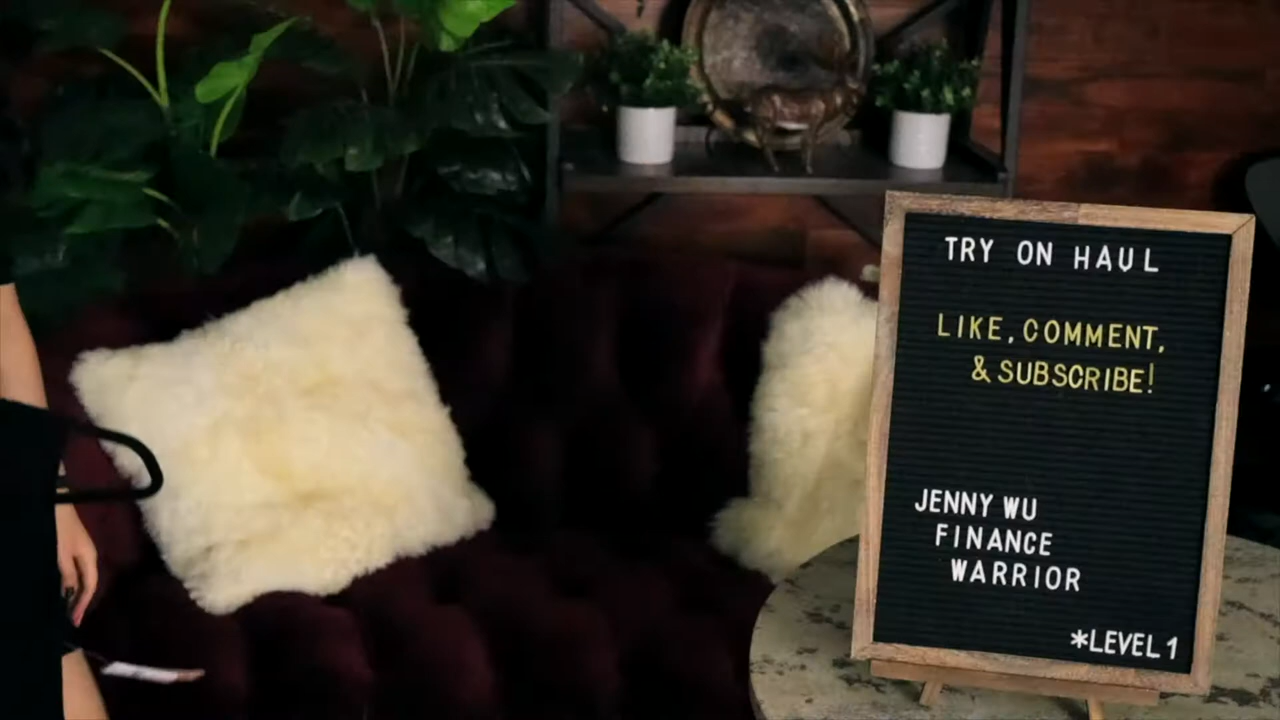 TRY ON HAUL
LIKE, COMMENT,
& SUBSCRIBE!
JENNY WU
FINANCE
WARRIOR
*LEVEL 1